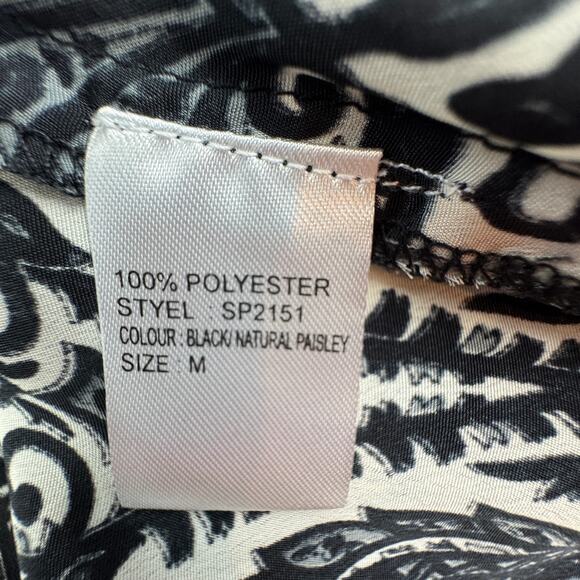 100% POLYESTER
STYEL : SP2151
COLOUR : BLACK/ NATURAL PAISLEY
SIZE : M